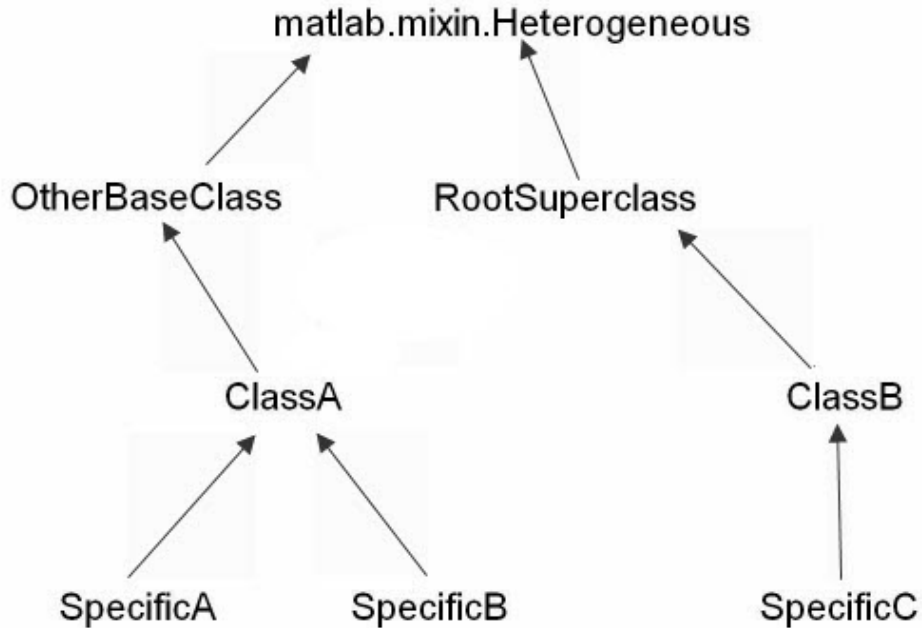 matlab.mixin.Heterogeneous
OtherBaseClass RootSuperclass
ClassA ClassB
SpecificA SpecificB SpecificC